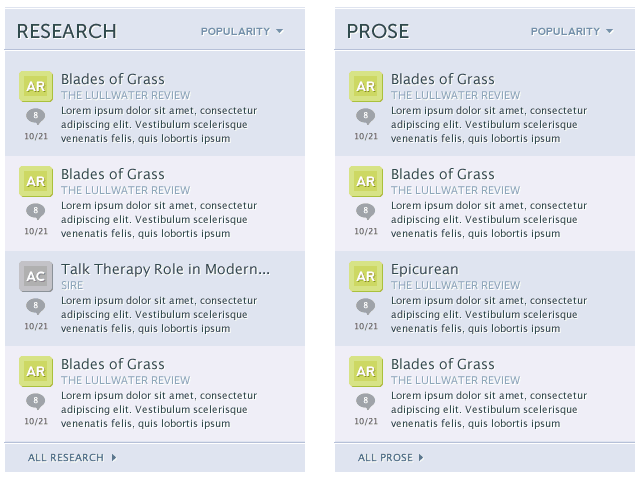 RESEARCH
POPULARITY
AR
Blades of Grass
THE LULLWATER REVIEW
8
Lorem ipsum dolor sit amet, consectetur
adipiscing elit. Vestibulum scelerisque
10/21
venenatis felis, quis lobortis ipsum
AR
Blades of Grass
THE LULLWATER REVIEW
8
Lorem ipsum dolor sit amet, consectetur
adipiscing elit. Vestibulum scelerisque
10/21
venenatis felis, quis lobortis ipsum
AC
Talk Therapy Role in Modern...
SIRE
8
Lorem ipsum dolor sit amet, consectetur
adipiscing elit. Vestibulum scelerisque
10/21
venenatis felis, quis lobortis ipsum
AR
Blades of Grass
THE LULLWATER REVIEW
8
Lorem ipsum dolor sit amet, consectetur
adipiscing elit. Vestibulum scelerisque
10/21
venenatis felis, quis lobortis ipsum
ALL RESEARCH
PROSE
POPULARITY
AR
Blades of Grass
THE LULLWATER REVIEW
8
Lorem ipsum dolor sit amet, consectetur
adipiscing elit. Vestibulum scelerisque
10/21
venenatis felis, quis lobortis ipsum
AR
Blades of Grass
THE LULLWATER REVIEW
8
Lorem ipsum dolor sit amet, consectetur
adipiscing elit. Vestibulum scelerisque
10/21
venenatis felis, quis lobortis ipsum
AR
Epicurean
THE LULLWATER REVIEW
8
Lorem ipsum dolor sit amet, consectetur
adipiscing elit. Vestibulum scelerisque
10/21
venenatis felis, quis lobortis ipsum
AR
Blades of Grass
THE LULLWATER REVIEW
8
Lorem ipsum dolor sit amet, consectetur
adipiscing elit. Vestibulum scelerisque
10/21
venenatis felis, quis lobortis ipsum
ALL PROSE